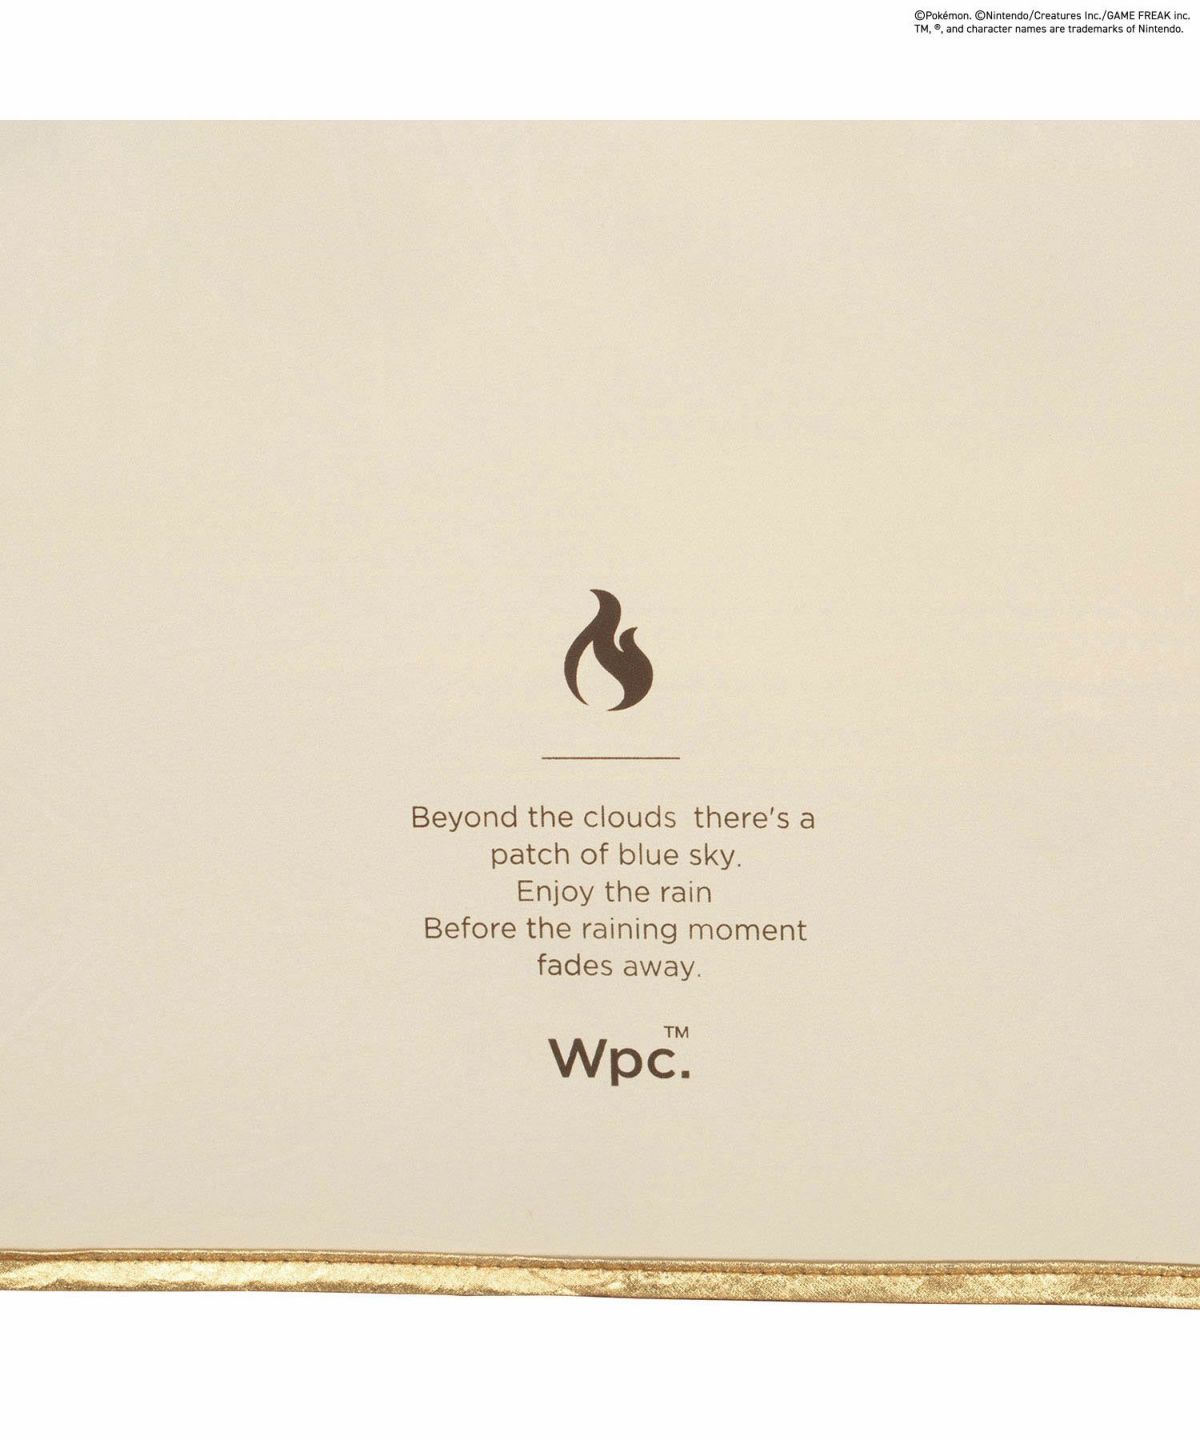 ©Pokémon. ©Nintendo/Creatures Inc./GAME FREAK inc.
TM, ®, and character names are trademarks of Nintendo.
Beyond the clouds there's a
patch of blue sky.
Enjoy the rain
Before the raining moment
fades away.
Wpc.™